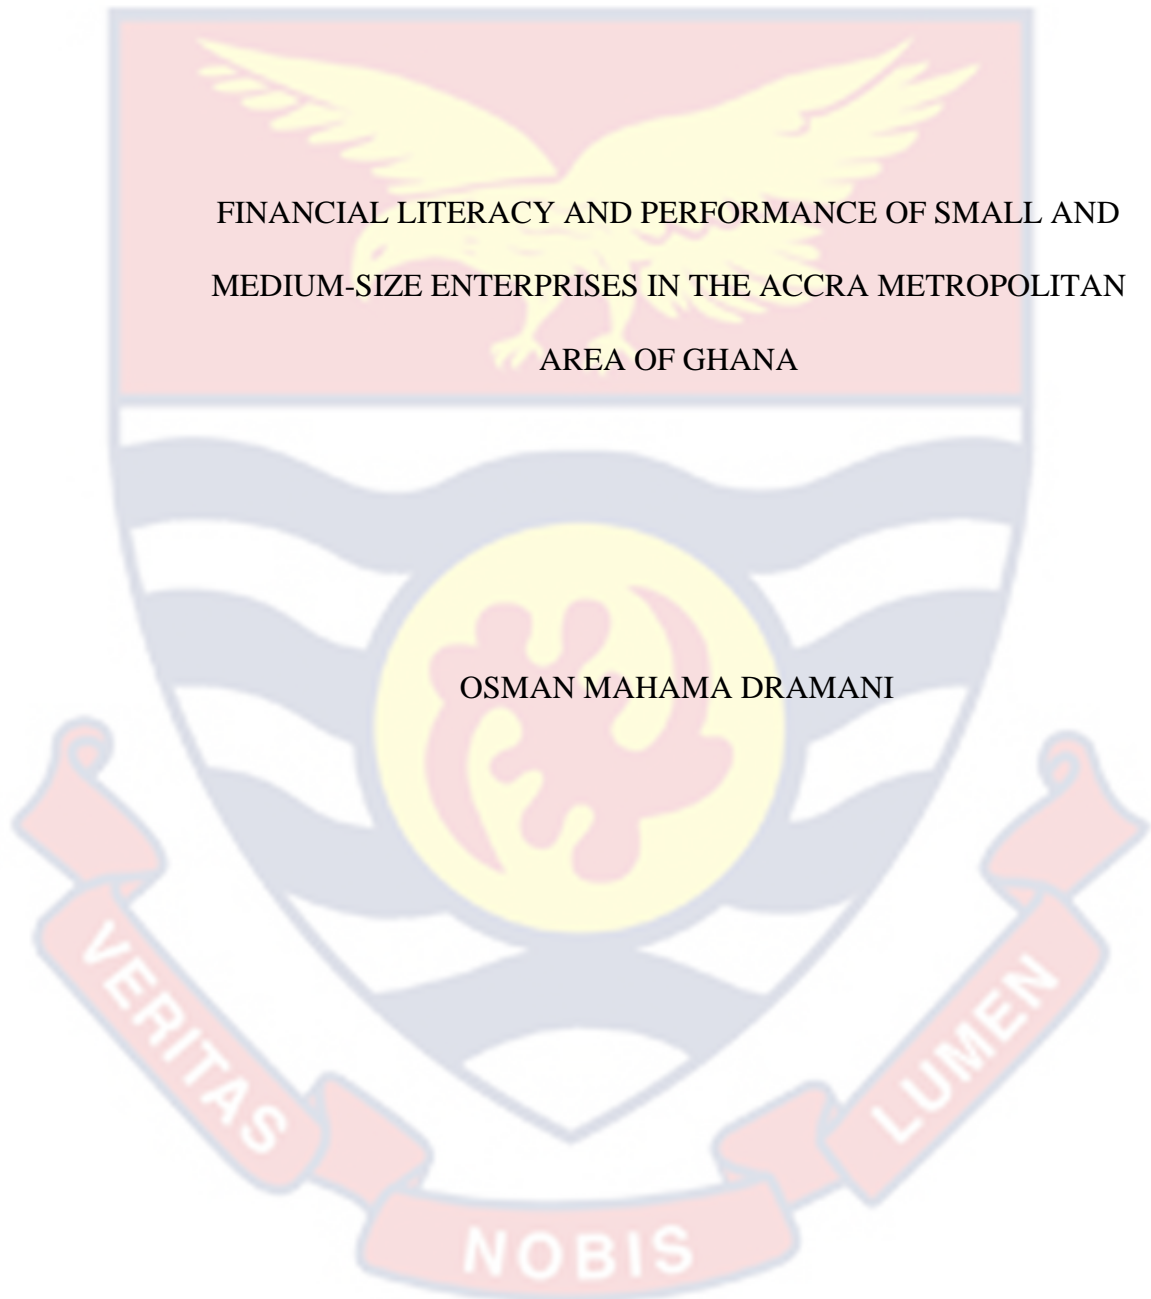 FINANCIAL LITERACY AND PERFORMANCE OF SMALL AND
MEDIUM-SIZE ENTERPRISES IN THE ACCRA METROPOLITAN
AREA OF GHANA
OSMAN MAHAMA DRAMANI
VERITAS
NOBIS
LUMEN